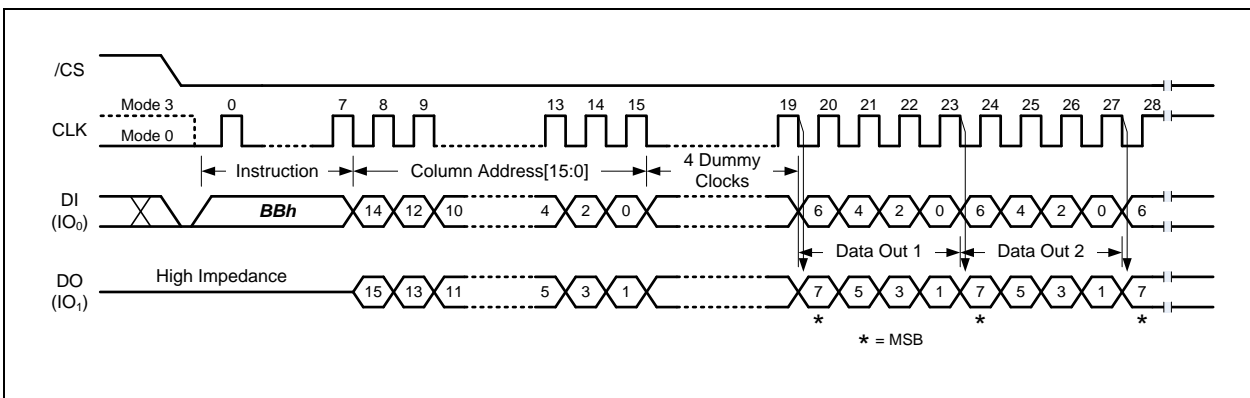 /CS
Mode 3 0 7 8 9 13 14 15 19 20 21 22 23 24 25 26 27 28
CLK
Mode 0
Instruction Column Address[15:0] 4 Dummy
Clocks
DI
(IO0) BBh 14 12 10 4 2 0 6 4 2 0 6 4 2 0 6
Data Out 1 Data Out 2
High Impedance
DO
(IO1) 15 13 11 5 3 1 7 5 3 1 7 5 3 1 7
* * *
* = MSB